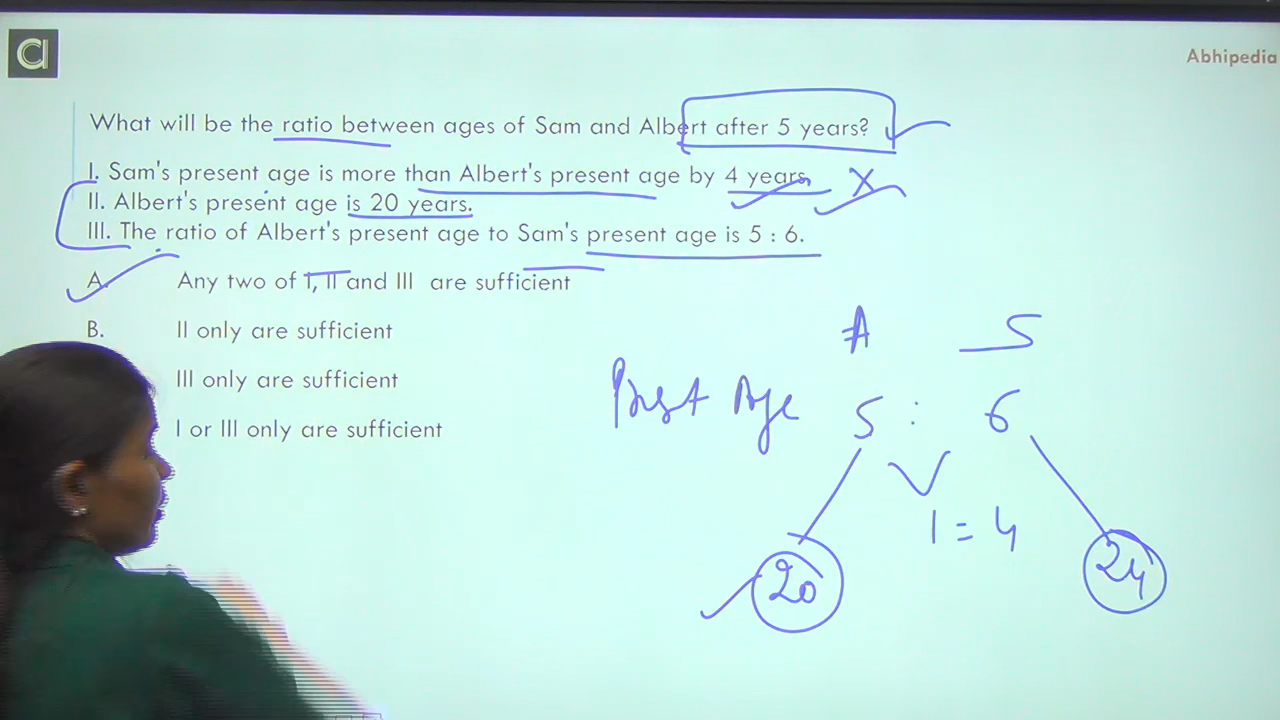 Abhipedia
What will be the ratio between ages of Sam and Albert after 5 years?
I. Sam's present age is more than Albert's present age by 4 years.
II. Albert's present age is 20 years.
III. The ratio of Albert's present age to Sam's present age is 5 : 6.
A. Any two of I, II and III are sufficient
B. II only are sufficient
III only are sufficient
I or III only are sufficient
A S
Age 5 : 6
1 = 4
20 24